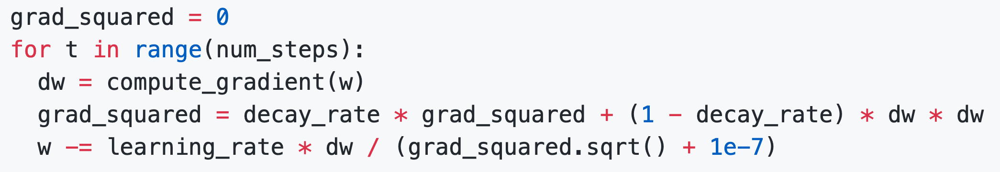 grad_squared = 0
for t in range(num_steps):
  dw = compute_gradient(w)
  grad_squared = decay_rate * grad_squared + (1 - decay_rate) * dw * dw
  w -= learning_rate * dw / (grad_squared.sqrt() + 1e-7)